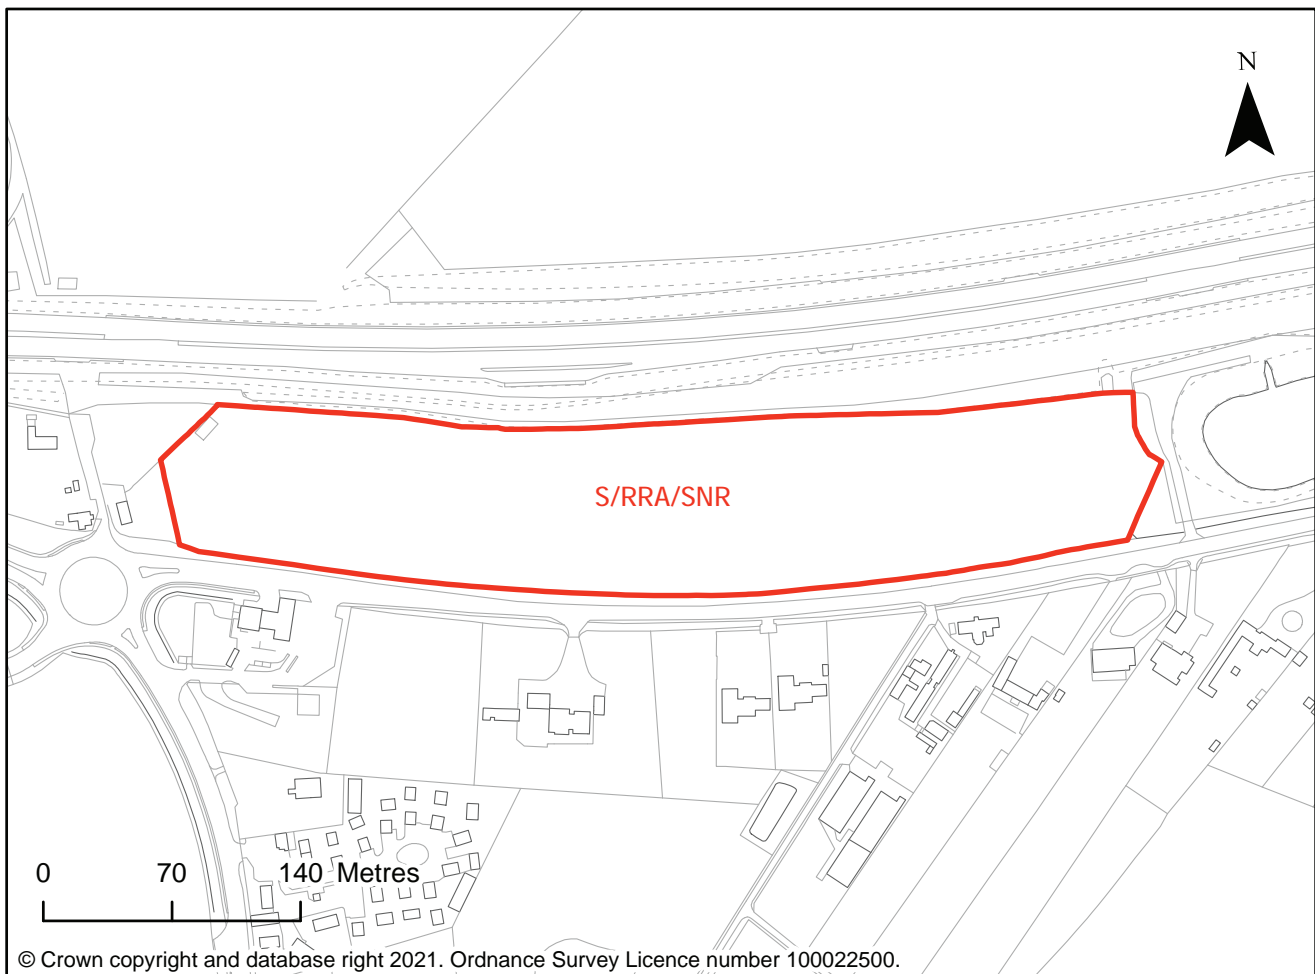 N
S/RRA/SNR
0 70 140 Metres
© Crown copyright and database right 2021. Ordnance Survey Licence number 100022500.